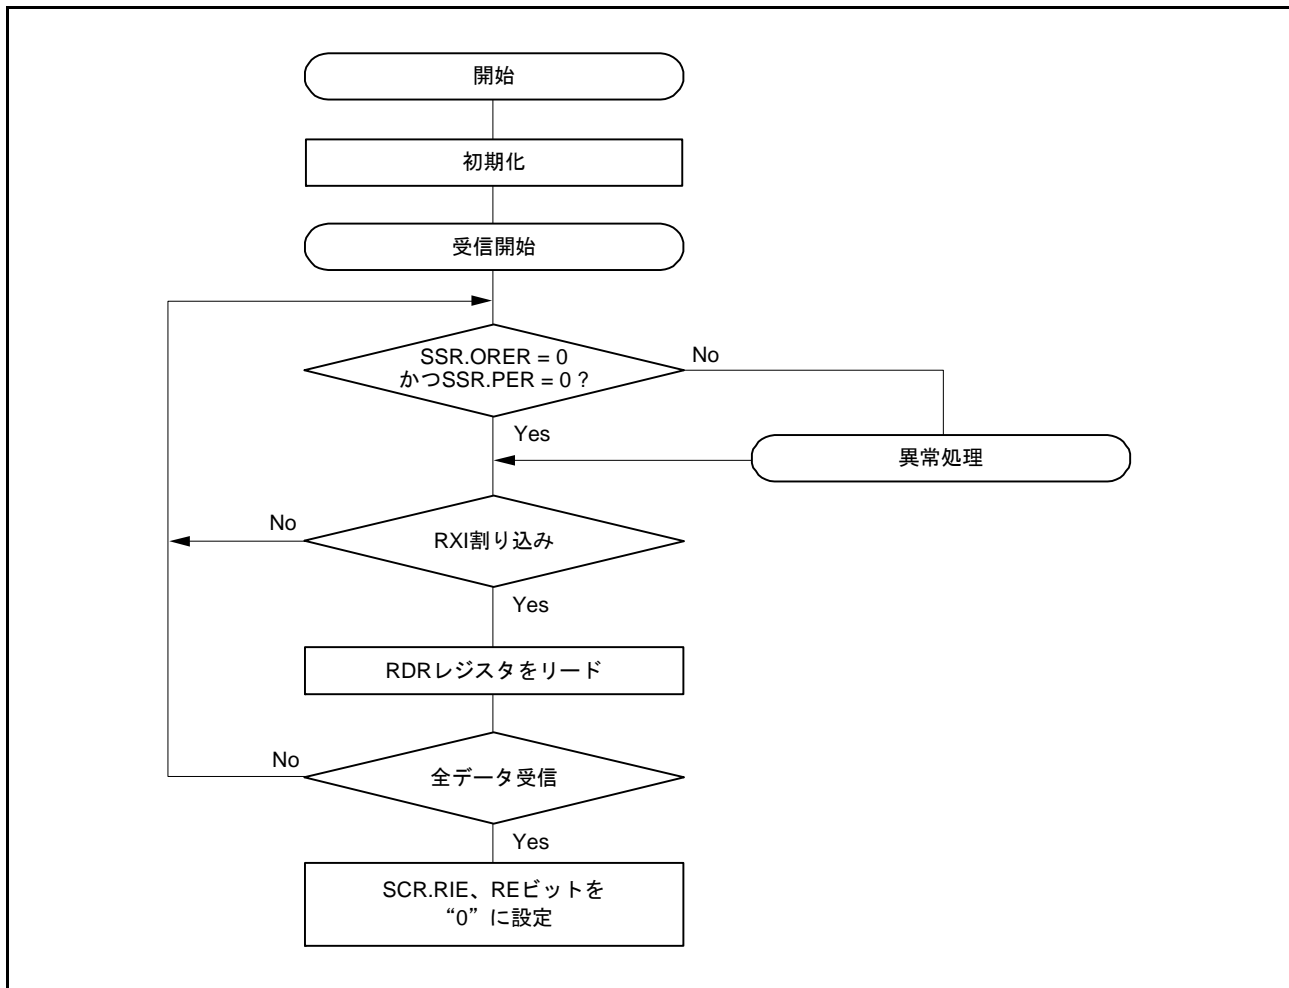 開始
初期化
受信開始
SSR.ORER = 0
かつSSR.PER = 0 ?
No
Yes
異常処理
No
RXI割り込み
Yes
RDRレジスタをリード
No
全データ受信
Yes
SCR.RIE、REビットを
“0”に設定